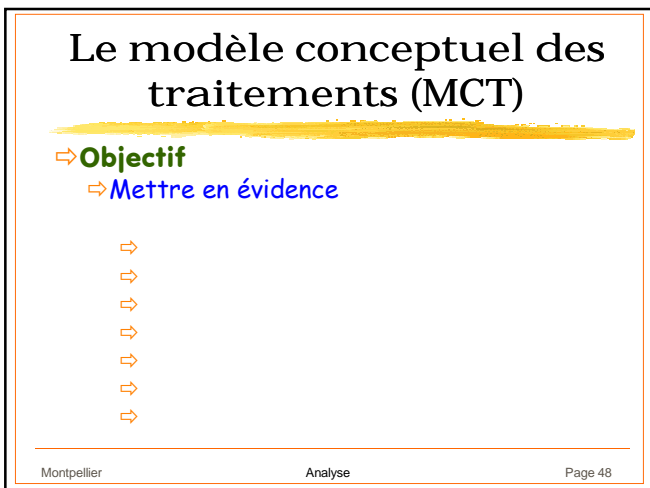 Le modèle conceptuel des
traitements (MCT)
⇨Objectif
⇨Mettre en évidence
⇨
⇨
⇨
⇨
⇨
⇨
⇨
Montpellier Analyse Page 48